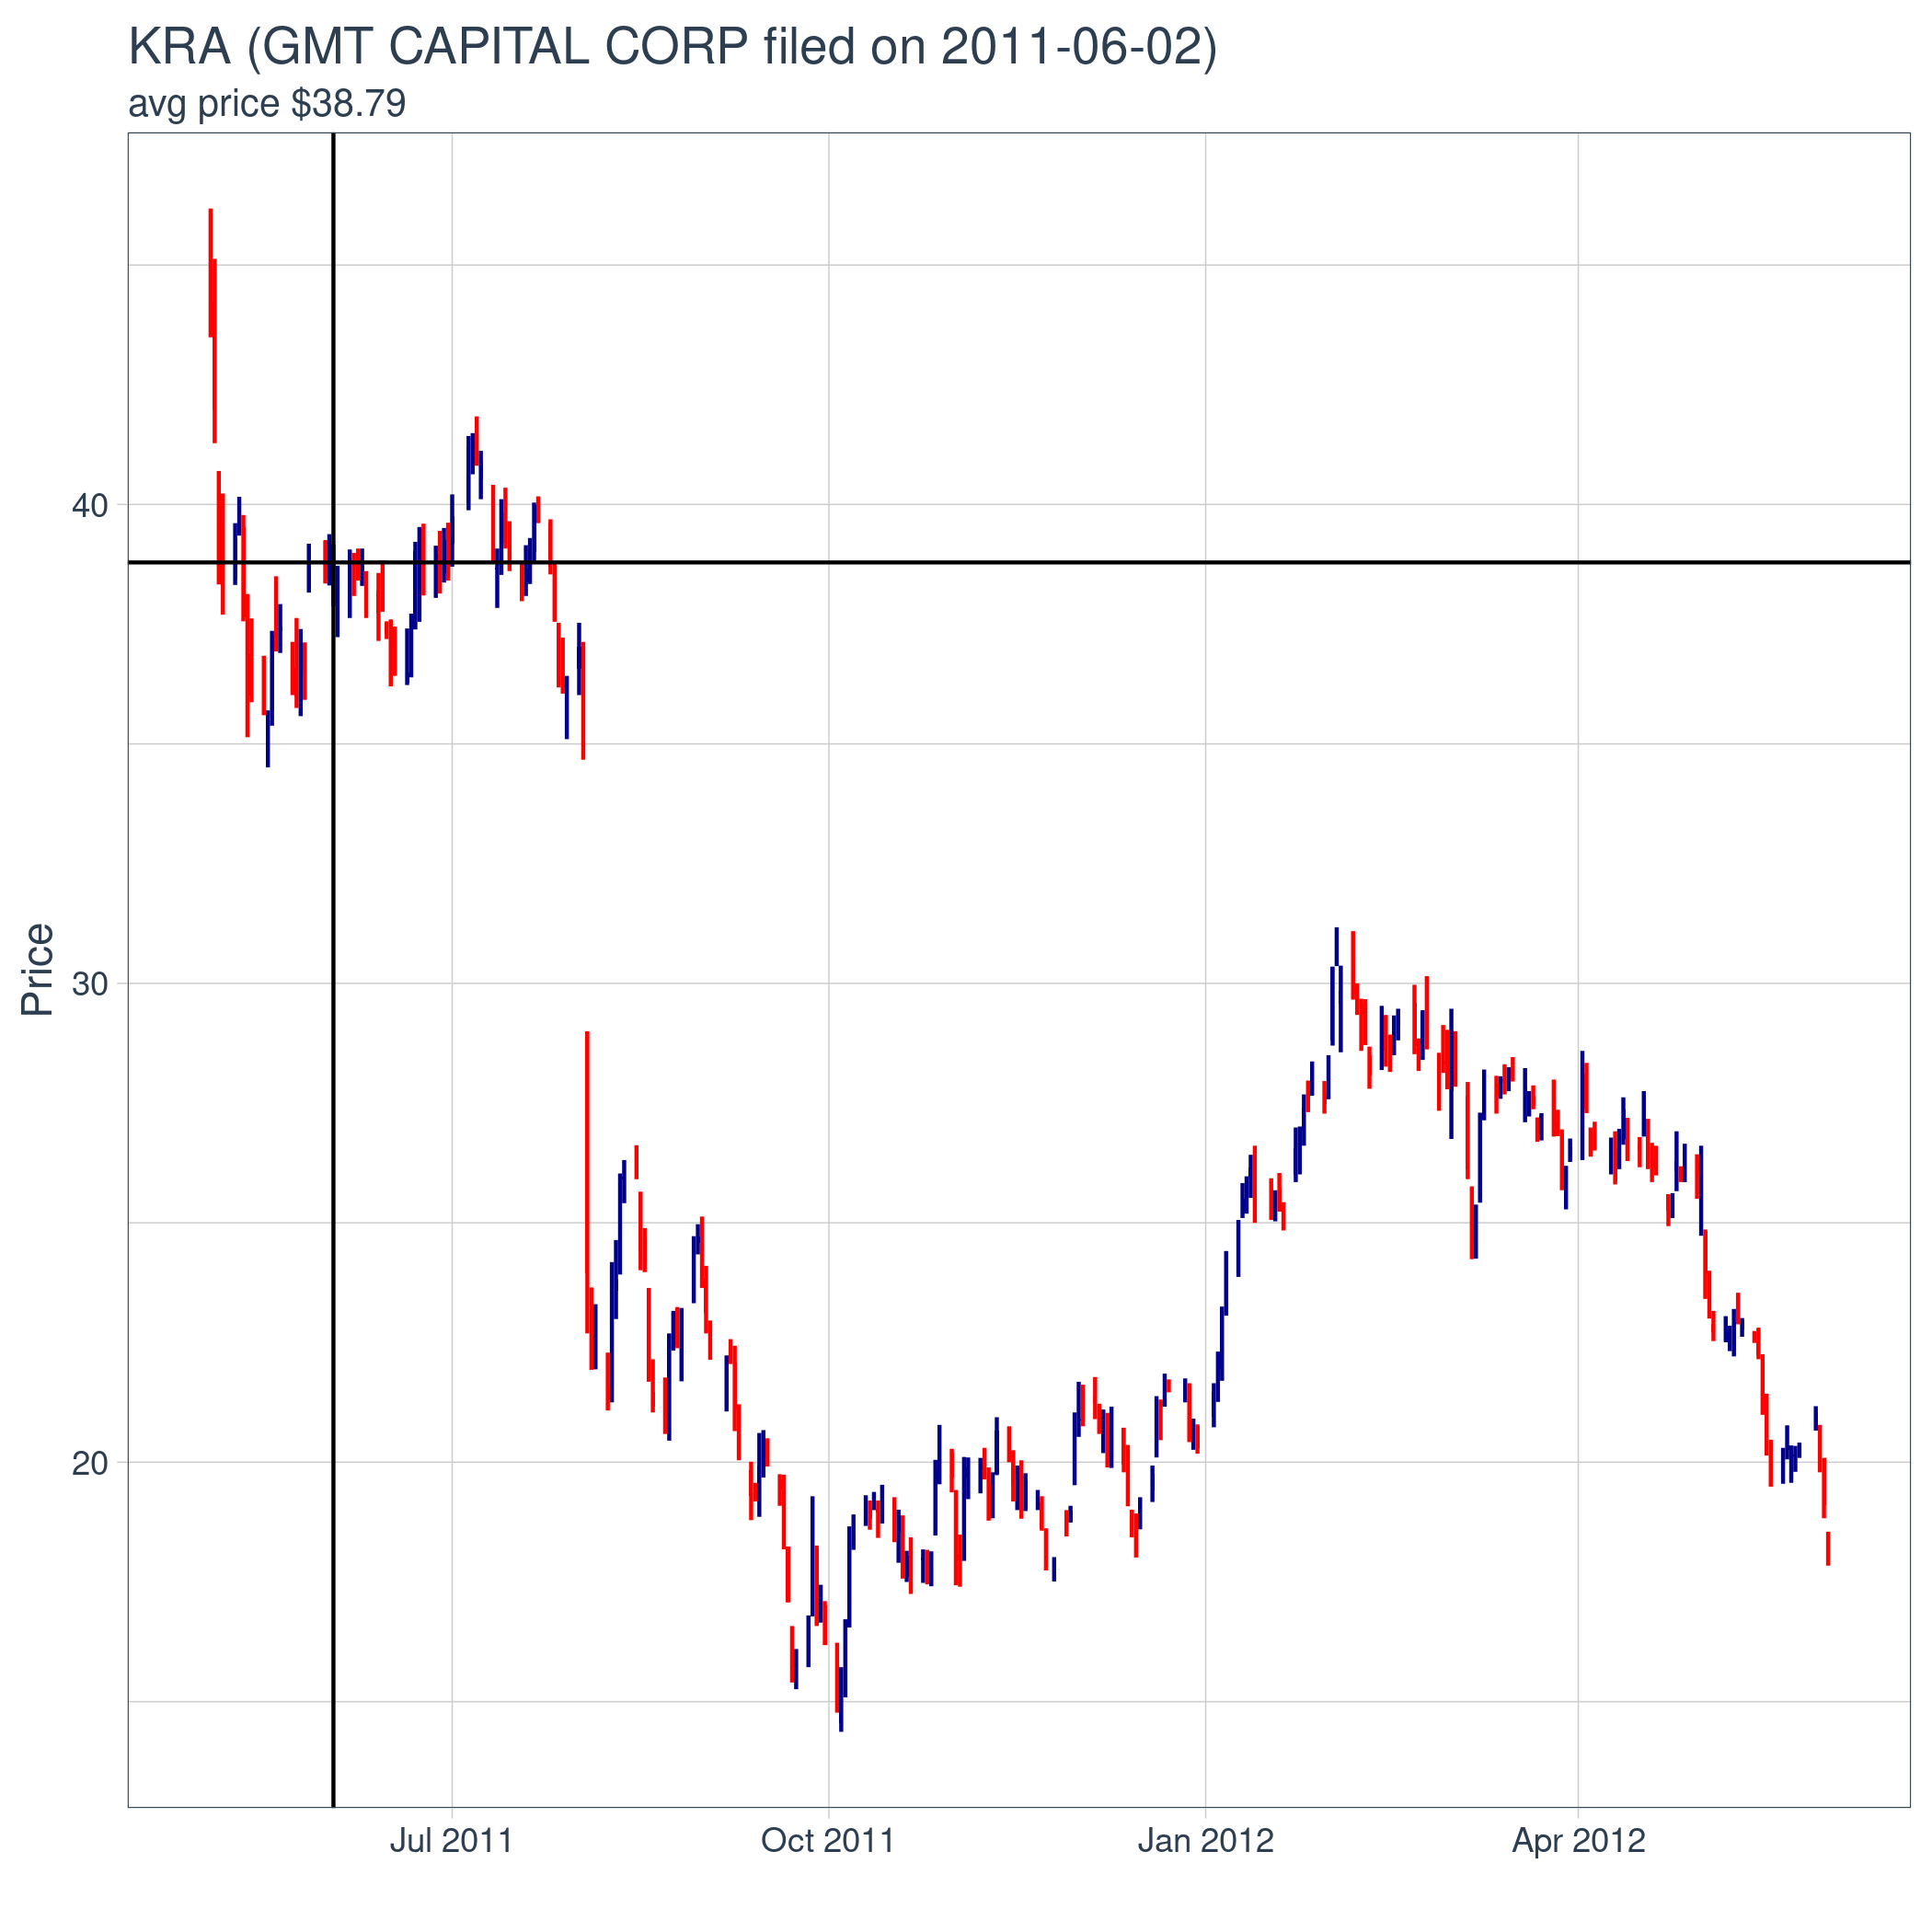 KRA (GMT CAPITAL CORP filed on 2011-06-02)
avg price $38.79
Price
40
30
20
Jul 2011
Oct 2011
Jan 2012
Apr 2012